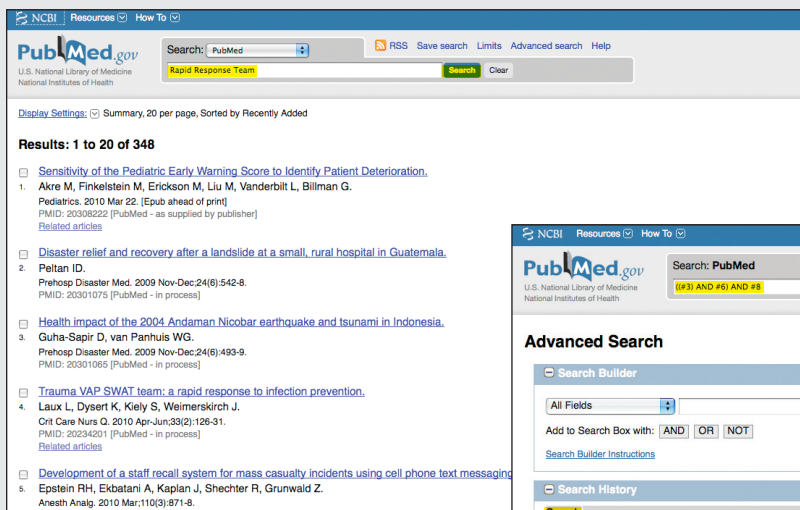 NCBI Resources How To
PubMed.gov
U.S. National Library of Medicine
National Institutes of Health
Search: PubMed
RSS Save search Limits Advanced search Help
Rapid Response Team
Search Clear
Display Settings: Summary, 20 per page, Sorted by Recently Added
Results: 1 to 20 of 348
Sensitivity of the Pediatric Early Warning Score to Identify Patient Deterioration.
1. Akre M, Finkelstein M, Erickson M, Liu M, Vanderbilt L, Billman G.
Pediatrics. 2010 Mar 22. [Epub ahead of print]
PMID: 20308222 [PubMed - as supplied by publisher]
Related articles
Disaster relief and recovery after a landslide at a small, rural hospital in Guatemala.
2. Peltan ID.
Prehosp Disaster Med. 2009 Nov-Dec;24(6):542-8.
PMID: 20301075 [PubMed - in process]
Health impact of the 2004 Andaman Nicobar earthquake and tsunami in Indonesia.
3. Guha-Sapir D, van Panhuis WG.
Prehosp Disaster Med. 2009 Nov-Dec;24(6):493-9.
PMID: 20301065 [PubMed - in process]
Trauma VAP SWAT team: a rapid response to infection prevention.
4. Laux L, Dysert K, Kiely S, Weimerskirch J.
Crit Care Nurs Q. 2010 Apr-Jun;33(2):126-31.
PMID: 20234201 [PubMed - in process]
Related articles
Development of a staff recall system for mass casualty incidents using cell phone text messaging
5. Epstein RH, Ekbatani A, Kaplan J, Shechter R, Grunwald Z.
Anesth Analg. 2010 Mar;110(3):871-8.
NCBI Resources How To
PubMed.gov
U.S. National Library of Medicine
National Institutes of Health
Search: PubMed
((#3) AND #6) AND #8
Advanced Search
Search Builder
All Fields
Add to Search Box with: AND OR NOT
Search Builder Instructions
Search History